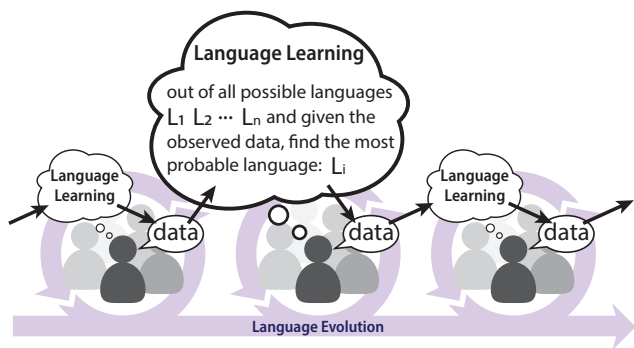 Language Learning
out of all possible languages
L1 L2 ··· Ln and given the
observed data, find the most
probable language: Li
Language
Learning
data
data
Language
Learning
data
Language Evolution